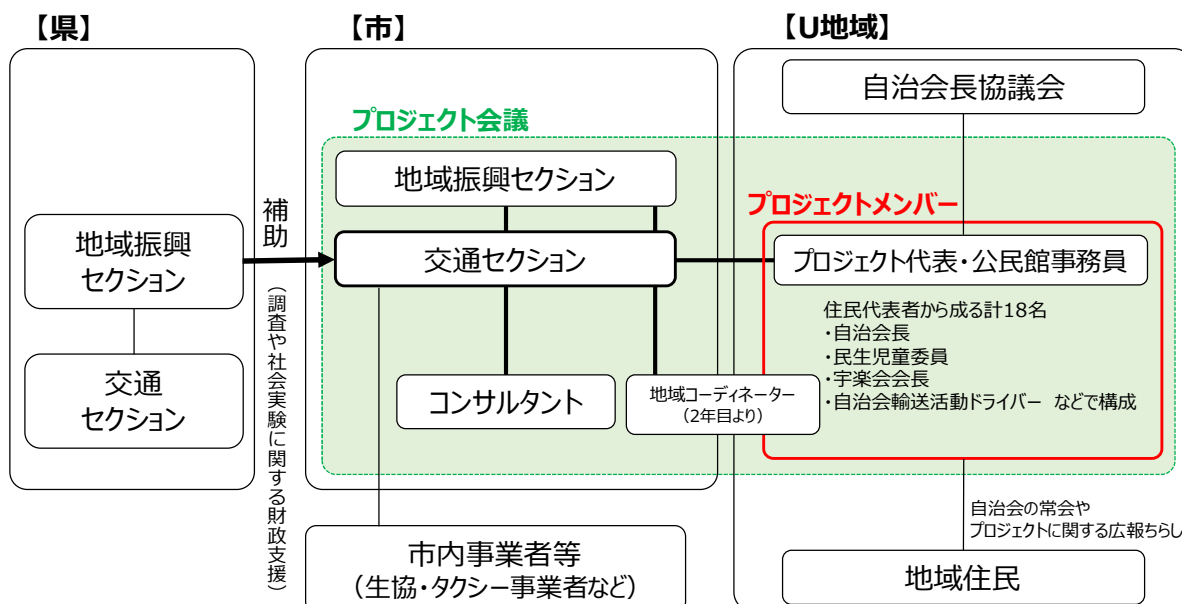 【県】
地域振興
セクション
交通
セクション
補助
（調査や社会実験に関する財政支援）
【市】
プロジェクト会議
地域振興セクション
交通セクション
コンサルタント
地域コーディネーター
（2年目より）
市内事業者等
（生協・タクシー事業者など）
【U地域】
自治会長協議会
プロジェクトメンバー
プロジェクト代表・公民館事務員
住民代表者から成る計18名
・自治会長
・民生児童委員
・宇楽会会長
・自治会輸送活動ドライバー などで構成
自治会の常会や
プロジェクトに関する広報ちらし
地域住民